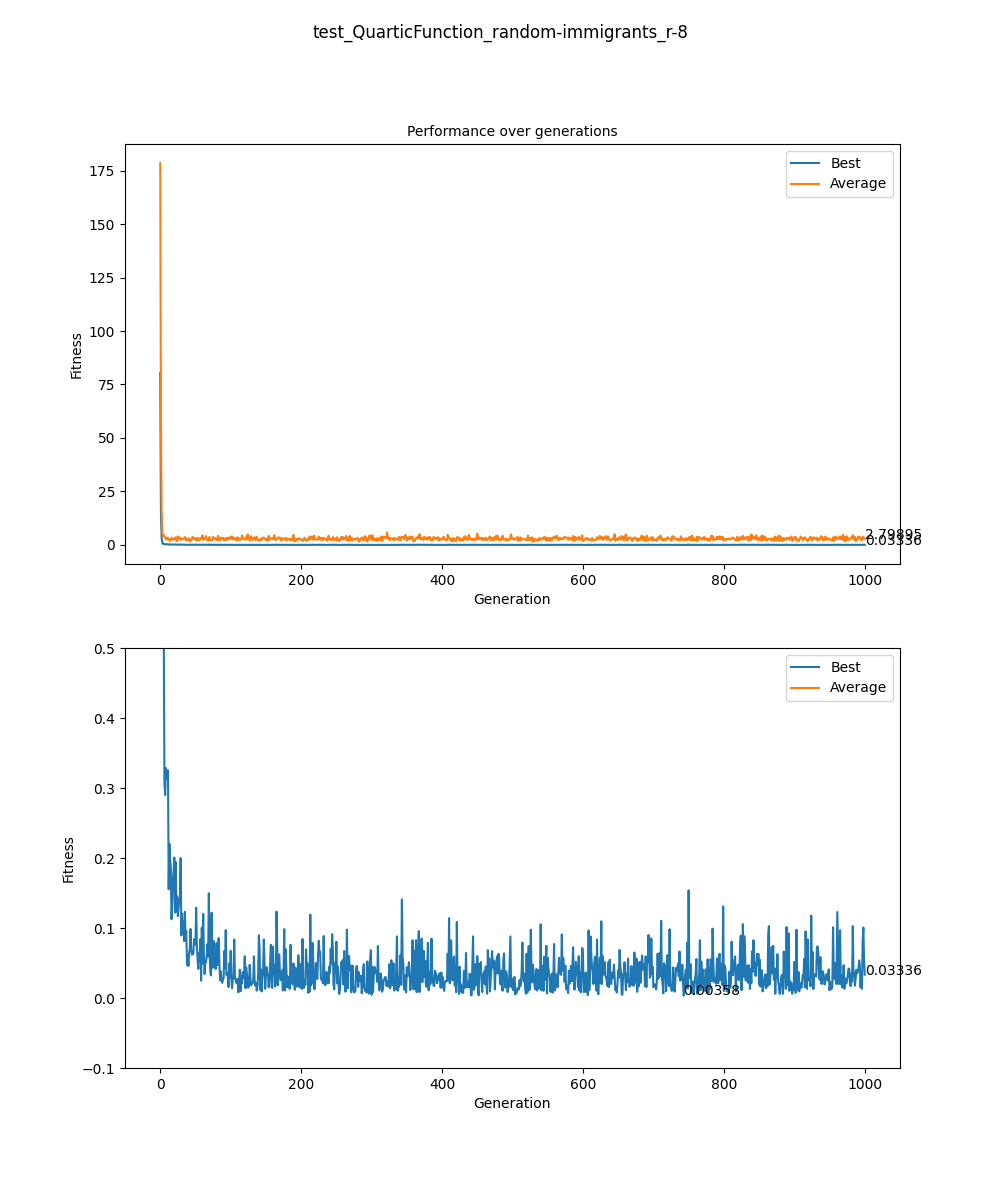 test_QuarticFunction_random-immigrants_r-8
Performance over generations
Best
Average
175
150
125
100
75
50
25
0
Fitness
2.79895
0.03336
0 200 400 600 800 1000
Generation
Best
Average
0.5
0.4
0.3
0.2
0.1
0.0
−0.1
Fitness
0.03336
0.00358
0 200 400 600 800 1000
Generation